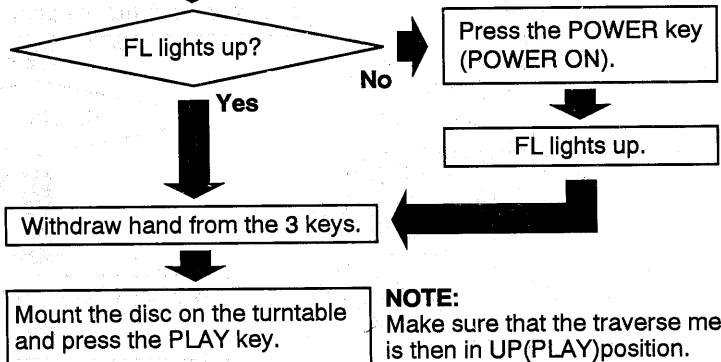 FL lights up?
No
Yes
Press the POWER key
(POWER ON).
FL lights up.
Withdraw hand from the 3 keys.
Mount the disc on the turntable
and press the PLAY key.
NOTE:
Make sure that the traverse me
is then in UP(PLAY)position.